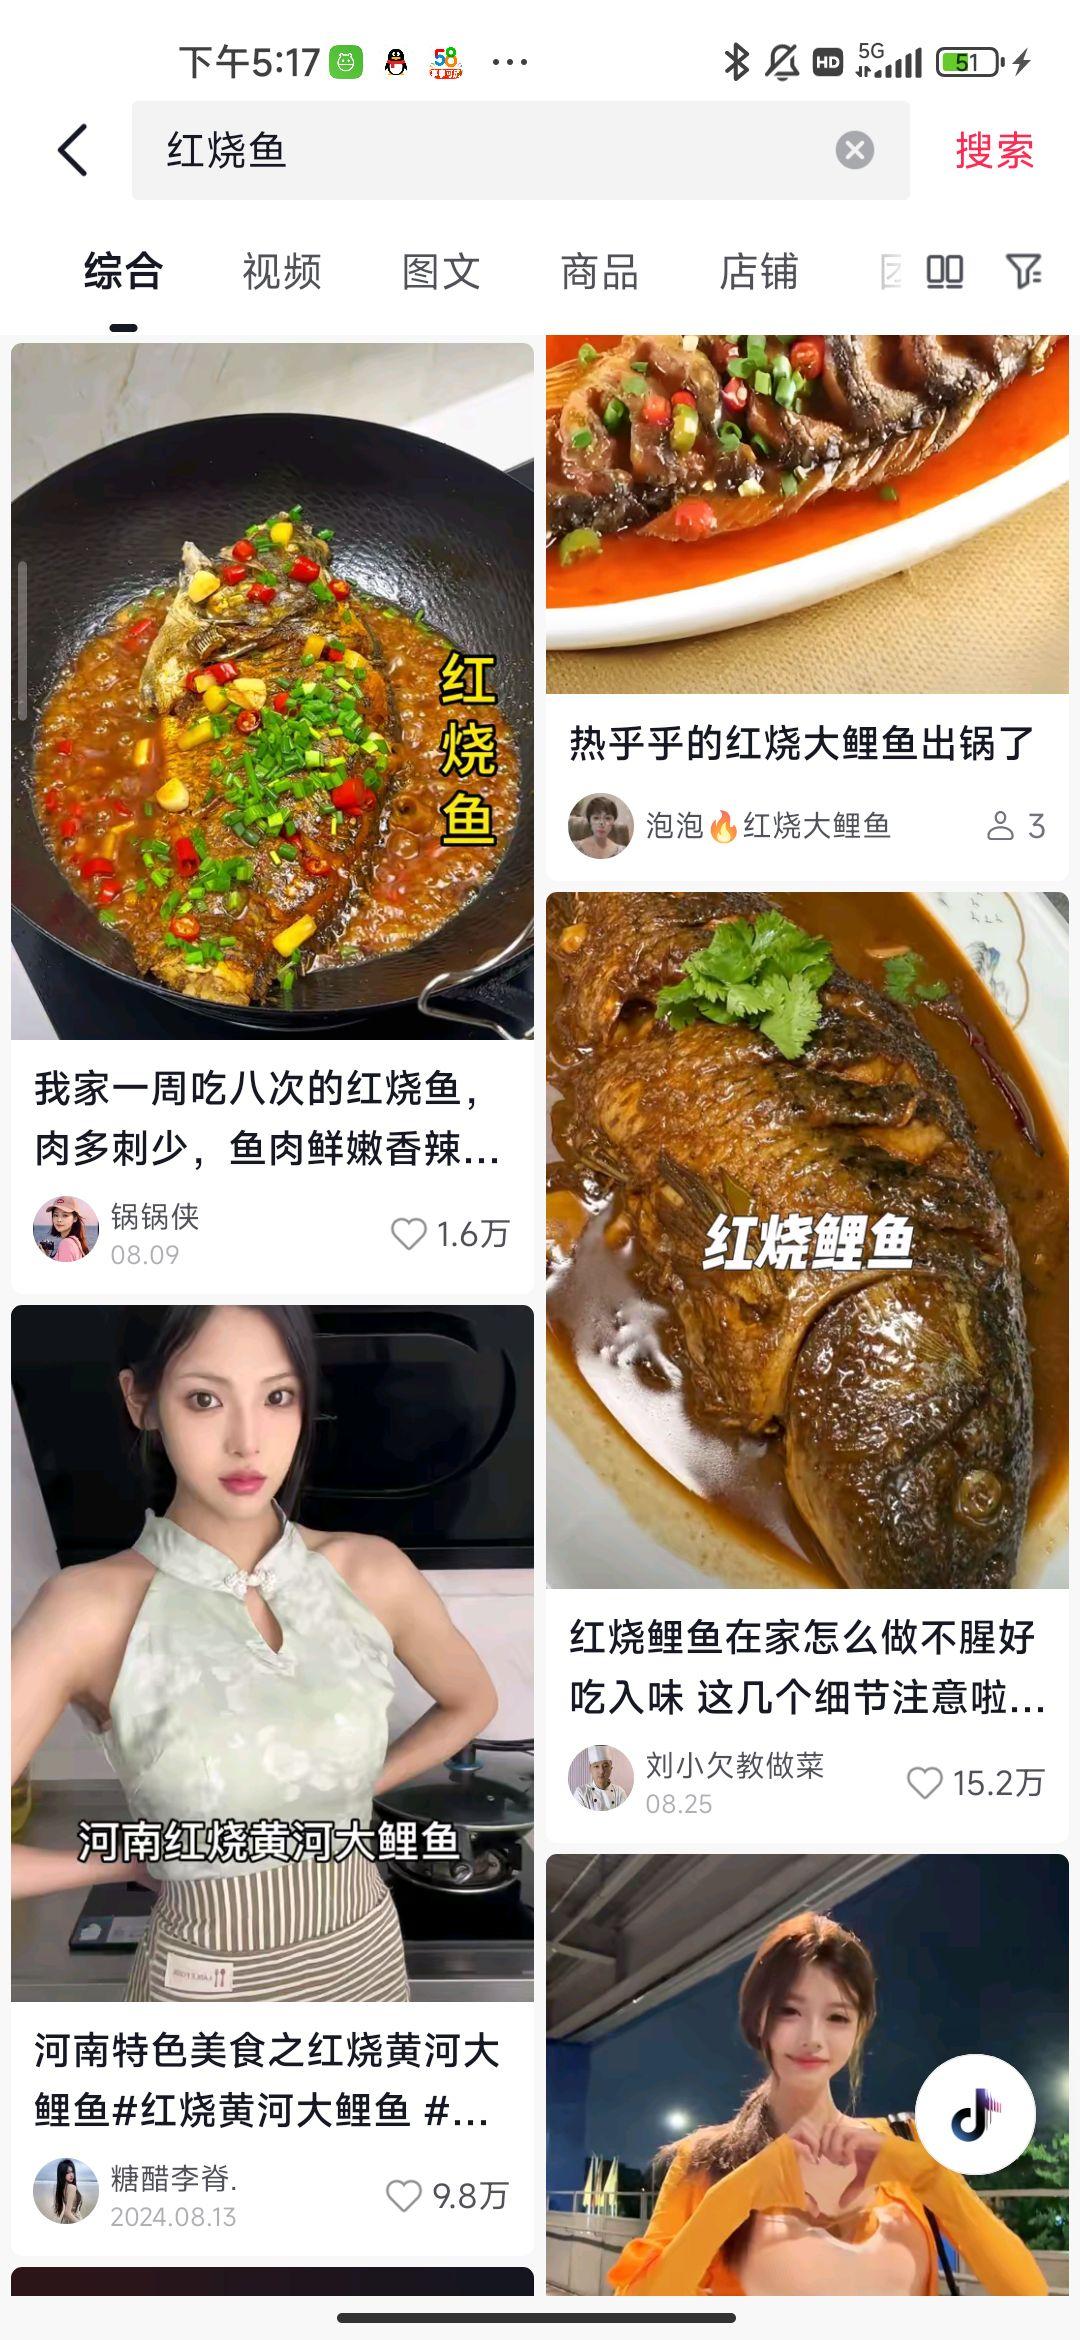 下午5:17
58
HD
5G
51
红烧鱼
搜索
综合
视频
图文
商品
店铺
红烧鱼
我家一周吃八次的红烧鱼，
肉多刺少，鱼肉鲜嫩香辣...
锅锅侠
08.09
1.6万
河南红烧黄河大鲤鱼
河南特色美食之红烧黄河大
鲤鱼#红烧黄河大鲤鱼 #...
糖醋李脊.
2024.08.13
9.8万
热乎乎的红烧大鲤鱼出锅了
泡泡🔥红烧大鲤鱼
3
红烧鲤鱼
红烧鲤鱼在家怎么做不腥好
吃入味 这几个细节注意啦...
刘小欠教做菜
08.25
15.2万